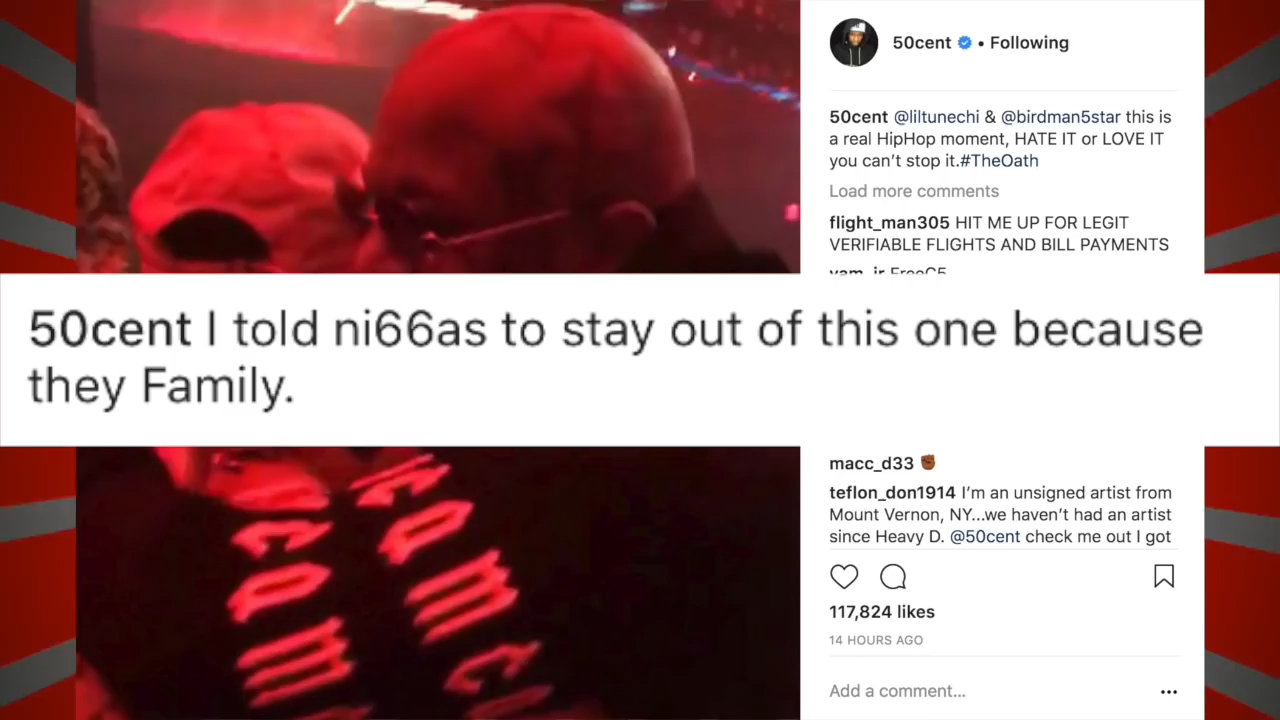 50cent • Following
50cent @liltunechi & @birdman5star this is
a real HipHop moment, HATE IT or LOVE IT
you can't stop it.#TheOath
Load more comments
flight_man305 HIT ME UP FOR LEGIT
VERIFIABLE FLIGHTS AND BILL PAYMENTS
50cent I told ni66as to stay out of this one because
they Family.
macc_d33
teflon_don1914 I'm an unsigned artist from
Mount Vernon, NY...we haven't had an artist
since Heavy D. @50cent check me out I got
117,824 likes
14 HOURS AGO
Add a comment...